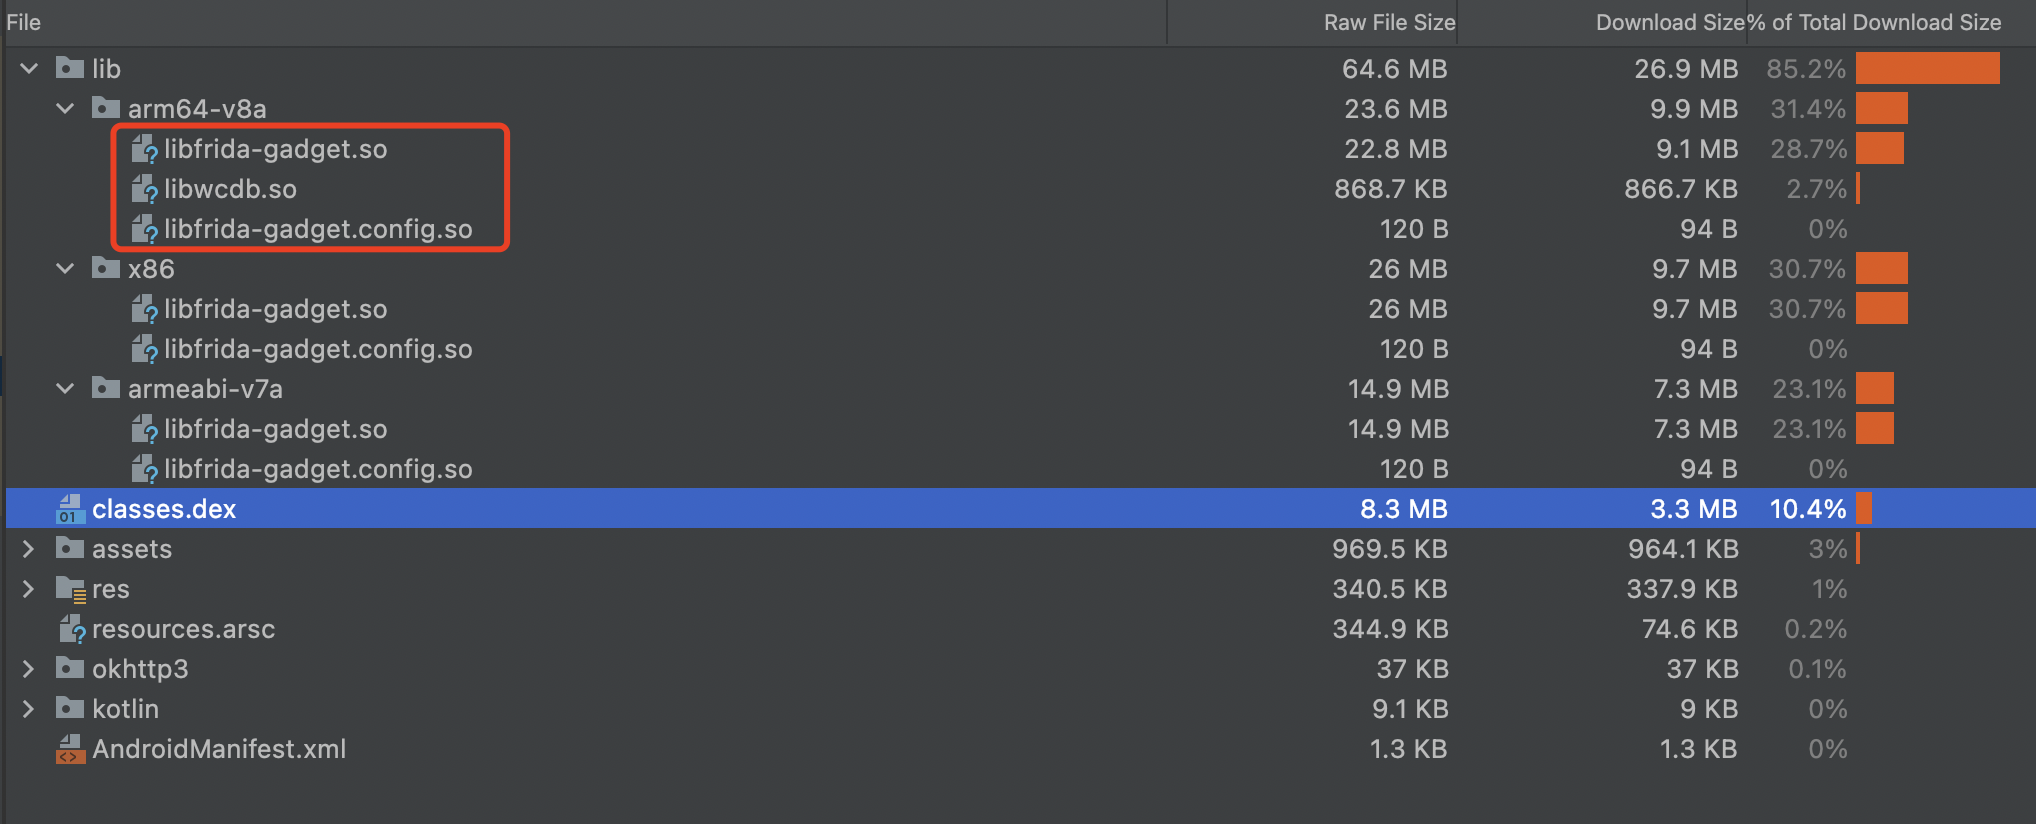 File Raw File Size Download Size % of Total Download Size
lib 64.6 MB 26.9 MB 85.2%
arm64-v8a 23.6 MB 9.9 MB 31.4%
libfrida-gadget.so 22.8 MB 9.1 MB 28.7%
libwcdb.so 868.7 KB 866.7 KB 2.7%
libfrida-gadget.config.so 120 B 94 B 0%
x86 26 MB 9.7 MB 30.7%
libfrida-gadget.so 26 MB 9.7 MB 30.7%
libfrida-gadget.config.so 120 B 94 B 0%
armeabi-v7a 14.9 MB 7.3 MB 23.1%
libfrida-gadget.so 14.9 MB 7.3 MB 23.1%
libfrida-gadget.config.so 120 B 94 B 0%
01 classes.dex 8.3 MB 3.3 MB 10.4%
assets 969.5 KB 964.1 KB 3%
res 340.5 KB 337.9 KB 1%
resources.arsc 344.9 KB 74.6 KB 0.2%
okhttp3 37 KB 37 KB 0.1%
kotlin 9.1 KB 9 KB 0%
AndroidManifest.xml 1.3 KB 1.3 KB 0%